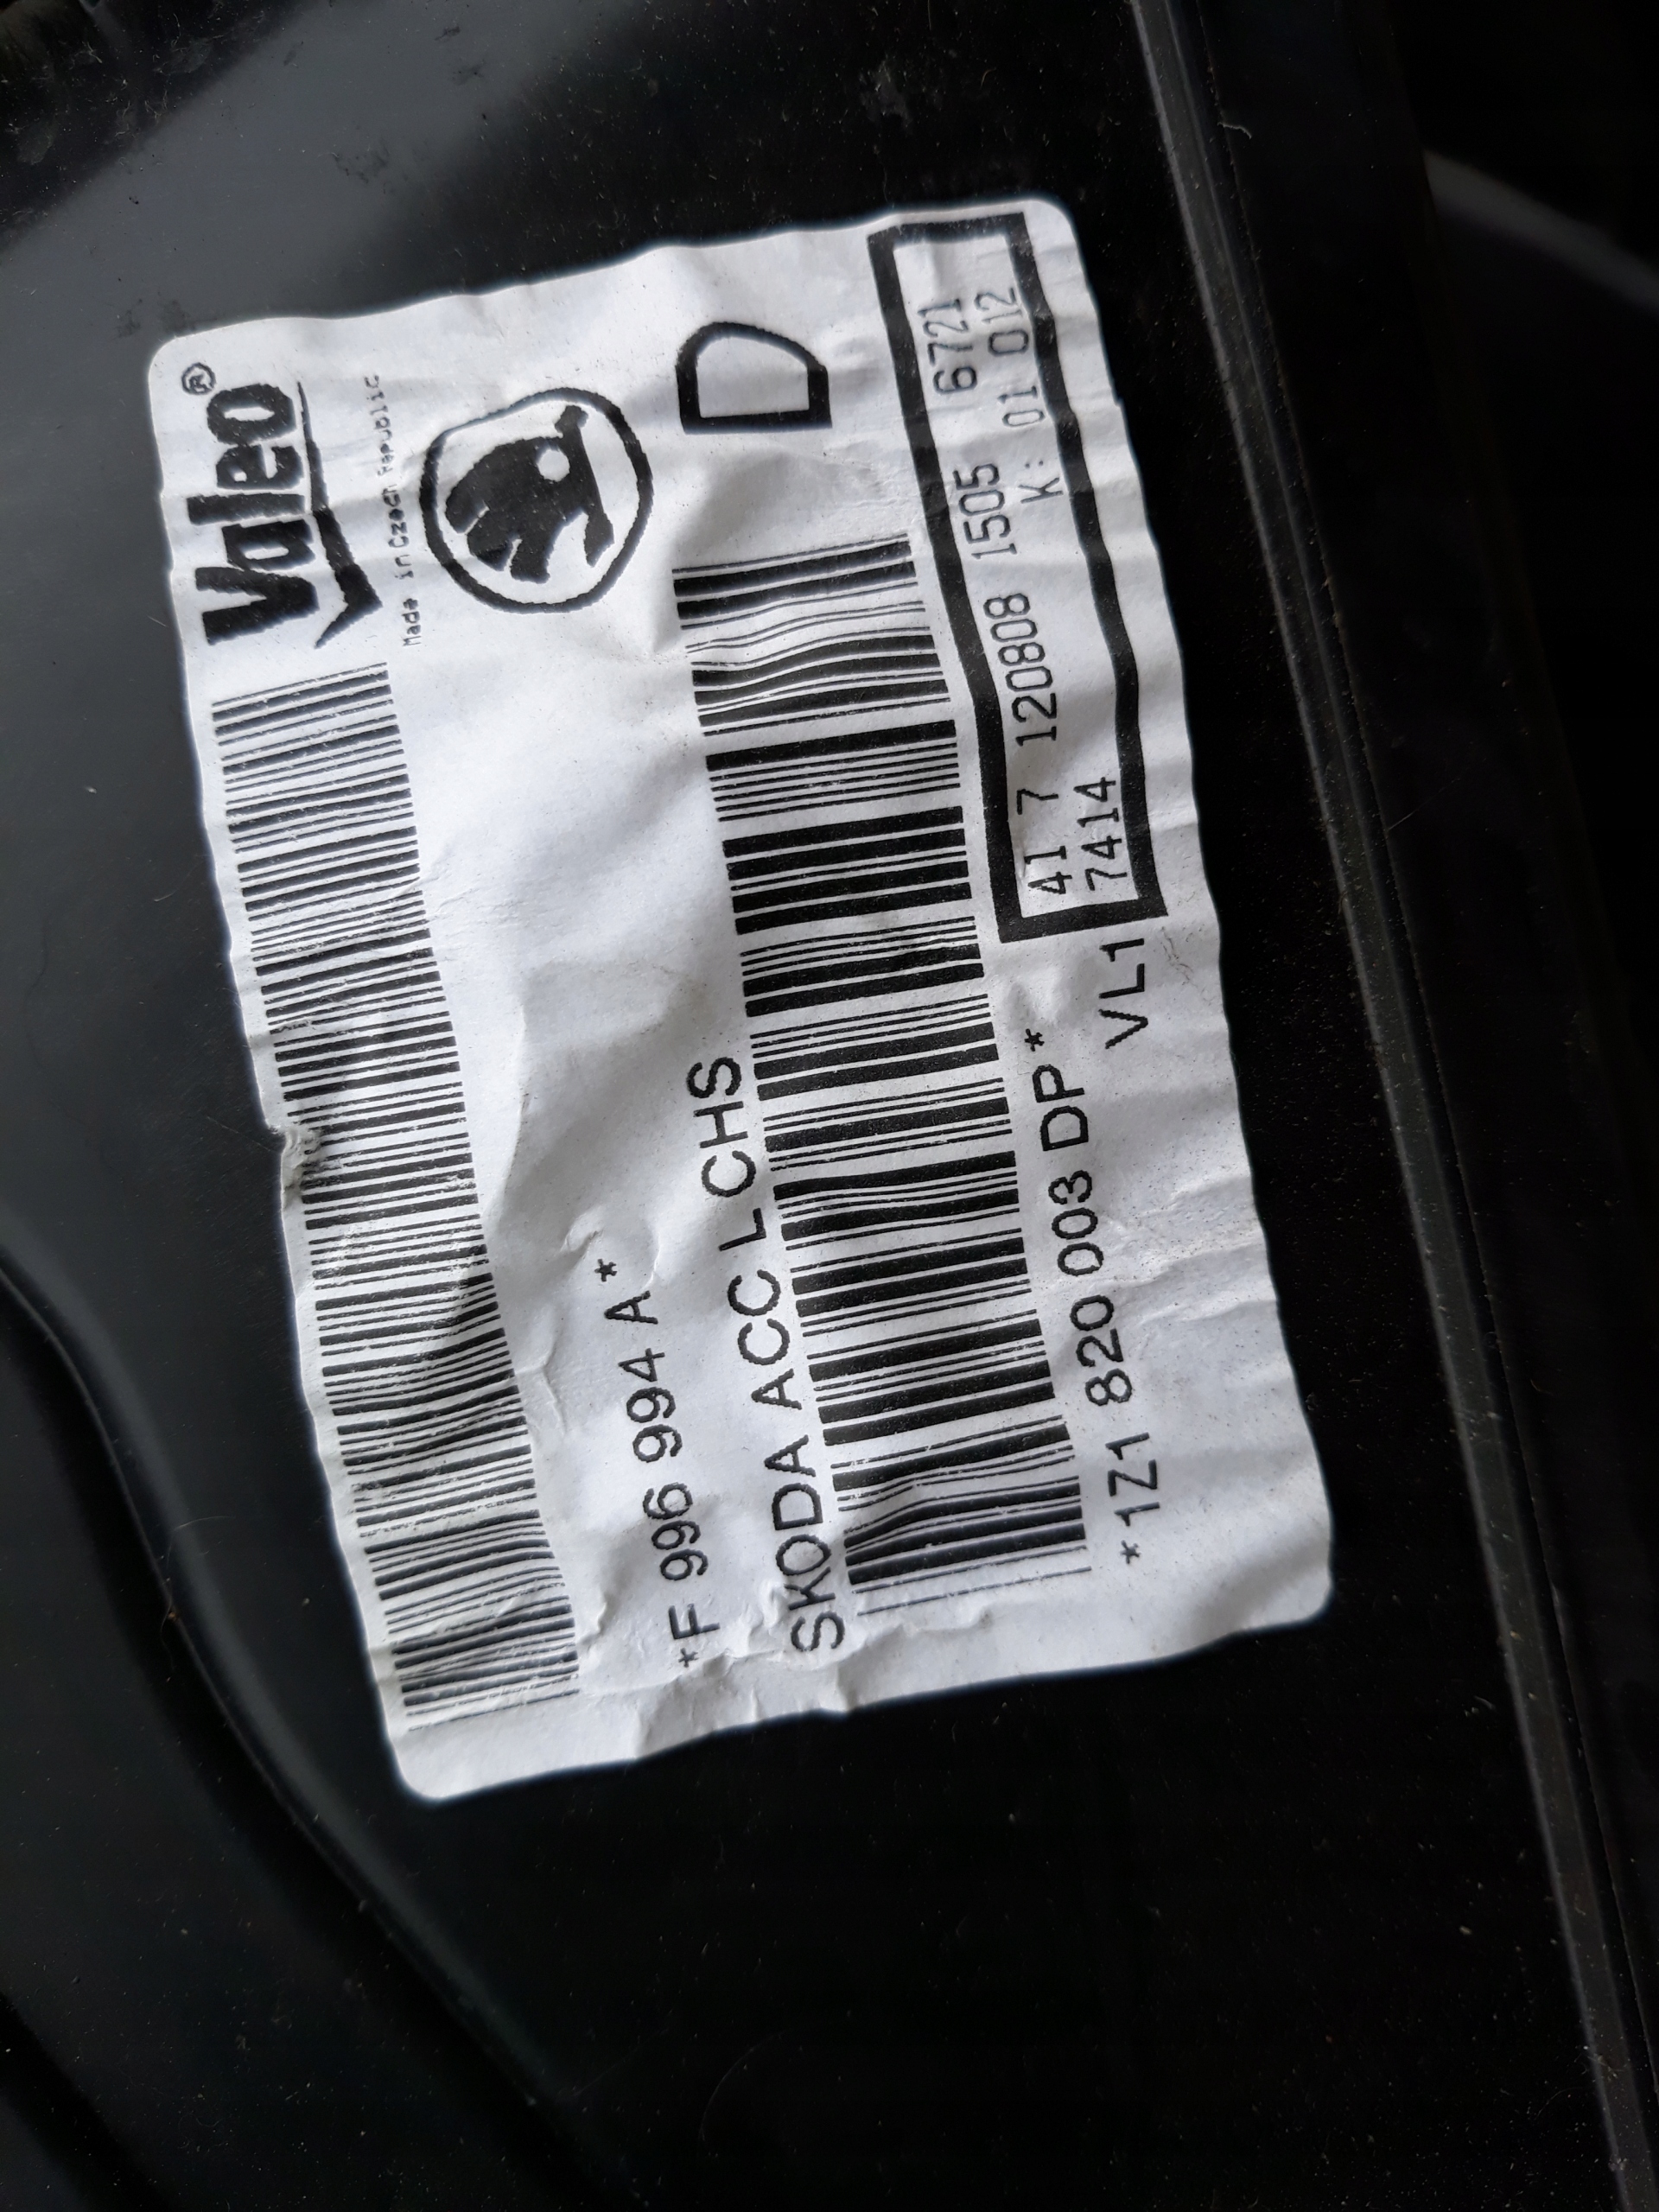 Valeo®
Made in Czech Republic
*F 996 994 A*
SKODA ACC L CHS
D
*1Z1 820 003 DP*
41 7 120808 1505 6721
7414 K: 01 012
VL1